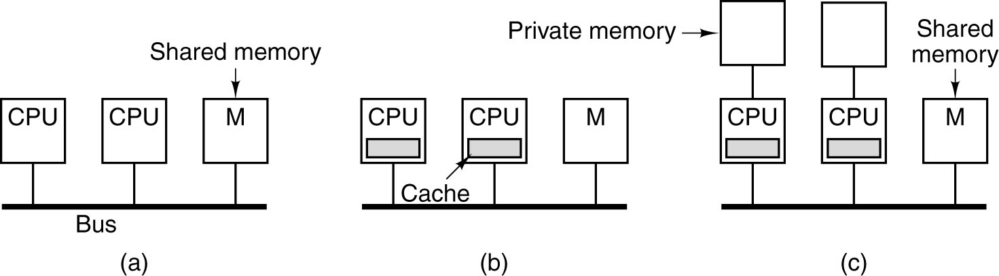 Shared memory
CPU
CPU
M
Bus
(a)
CPU
CPU
M
Cache
(b)
Private memory
Shared
memory
CPU
CPU
M
(c)